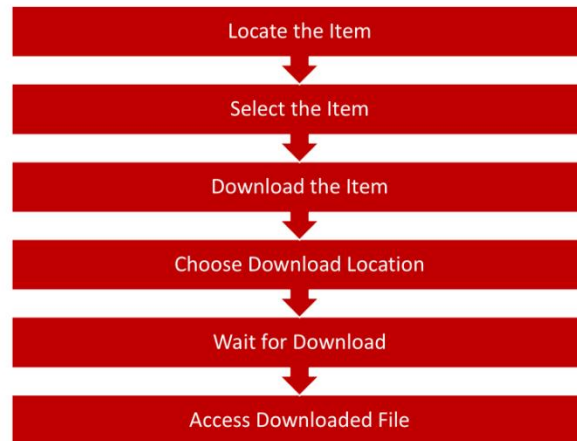 Locate the Item
Select the Item
Download the Item
Choose Download Location
Wait for Download
Access Downloaded File